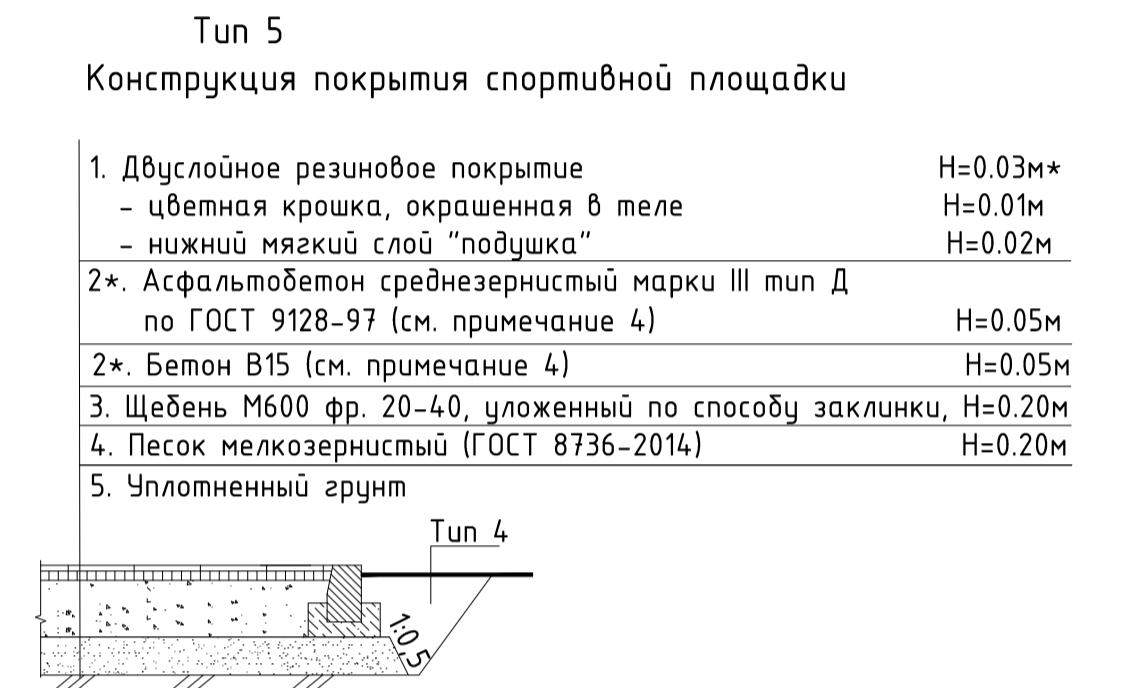 Тип 5
Конструкция покрытия спортивной площадки
1. Двуслойное резиновое покрытие Н=0.03м*
- цветная крошка, окрашенная в теле Н=0.01м
- нижний мягкий слой "подушка" Н=0.02м
2*. Асфальтобетон среднезернистый марки III тип Д
по ГОСТ 9128-97 (см. примечание 4) Н=0.05м
2*. Бетон В15 (см. примечание 4) Н=0.05м
3. Щебень М600 фр. 20-40, уложенный по способу заклинки, Н=0.20м
4. Песок мелкозернистый (ГОСТ 8736-2014) Н=0.20м
5. Уплотненный грунт
Тип 4
1:0,5